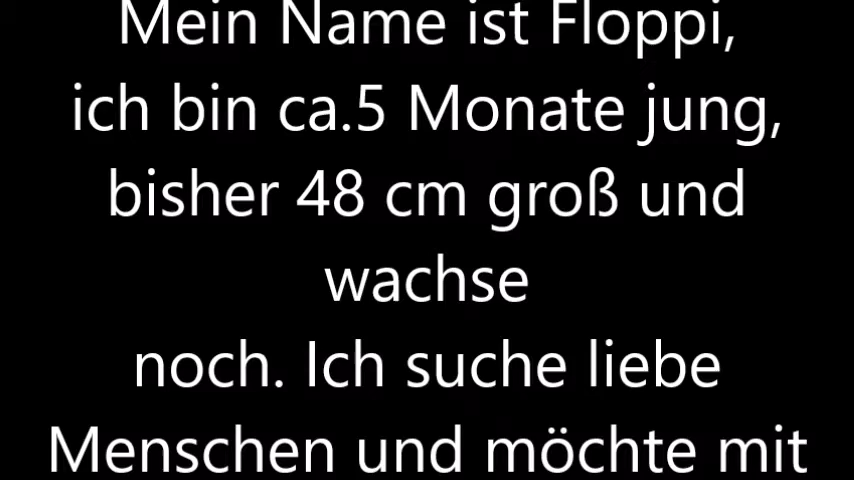 Mein Name ist Floppi,
ich bin ca.5 Monate jung,
bisher 48 cm groß und
wachse
noch. Ich suche liebe
Menschen und möchte mit